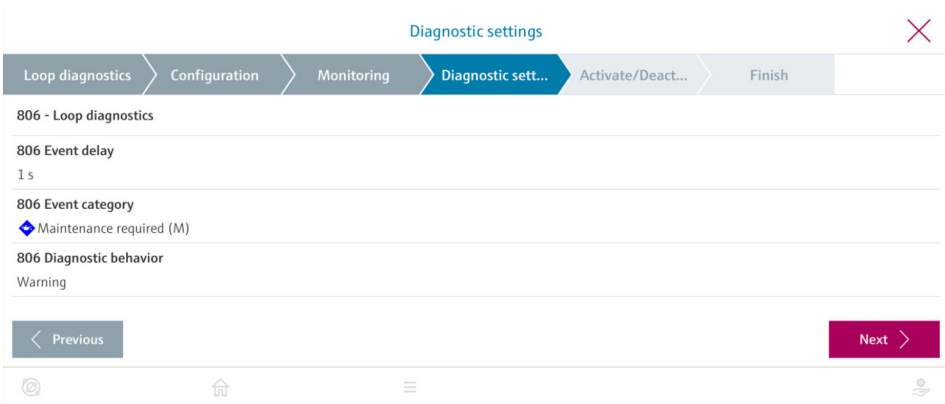 Diagnostic settings
Loop diagnostics Configuration Monitoring Diagnostic sett... Activate/Deact... Finish
806 - Loop diagnostics
806 Event delay
1 s
806 Event category
Maintenance required (M)
806 Diagnostic behavior
Warning
Previous Next